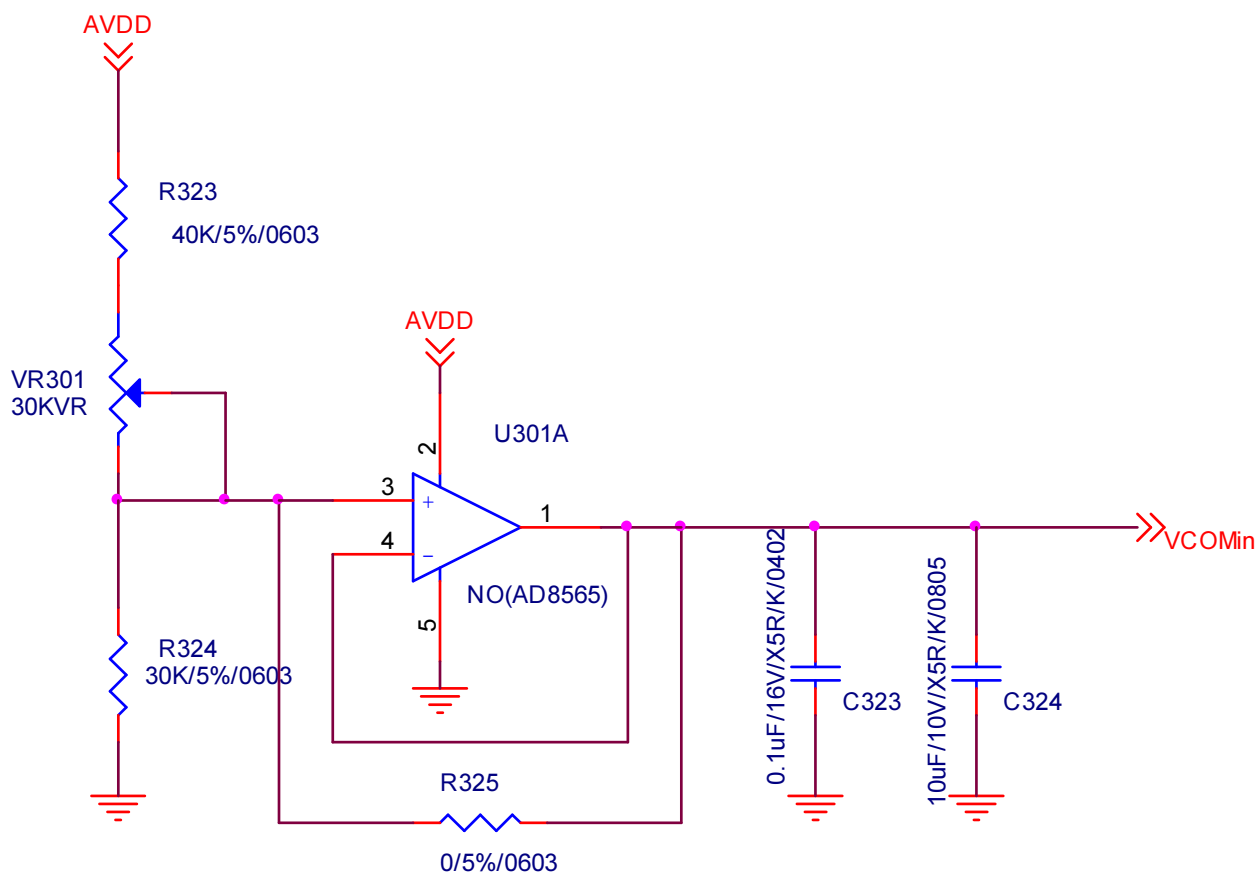 AVDD
R323
40K/5%/0603
AVDD
VR301
30KVR
U301A
2
3
+
1
4
−
VCOMin
NO(AD8565)
5
R324
30K/5%/0603
0.1uF/16V/X5R/K/0402
C323
10uF/10V/X5R/K/0805
C324
R325
0/5%/0603